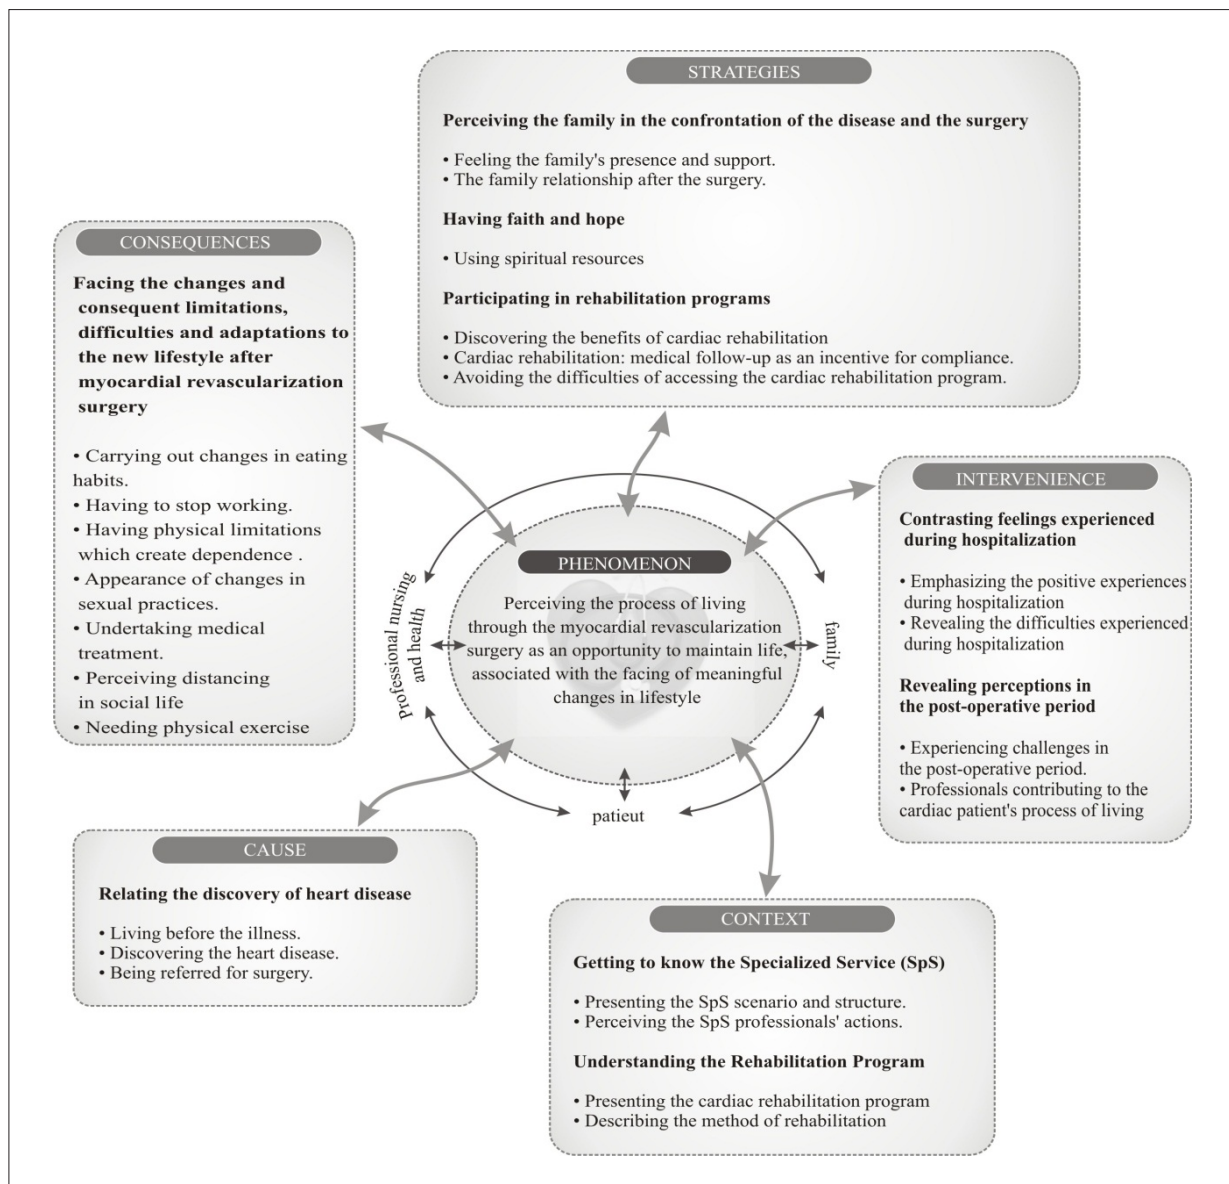 STRATEGIES
Perceiving the family in the confrontation of the disease and the surgery
• Feeling the family's presence and support.
• The family relationship after the surgery.
Having faith and hope
• Using spiritual resources
Participating in rehabilitation programs
• Discovering the benefits of cardiac rehabilitation
• Cardiac rehabilitation: medical follow-up as an incentive for compliance.
• Avoiding the difficulties of accessing the cardiac rehabilitation program.
CONSEQUENCES
Facing the changes and
consequent limitations,
difficulties and adaptations to
the new lifestyle after
myocardial revascularization
surgery
• Carrying out changes in eating
habits.
• Having to stop working.
• Having physical limitations
which create dependence .
• Appearance of changes in
sexual practices.
• Undertaking medical
treatment.
• Perceiving distancing
in social life
• Needing physical exercise
INTERVENIENCE
Contrasting feelings experienced
during hospitalization
• Emphasizing the positive experiences
during hospitalization
• Revealing the difficulties experienced
during hospitalization
Revealing perceptions in
the post-operative period
• Experiencing challenges in
the post-operative period.
• Professionals contributing to the
cardiac patient's process of living
PHENOMENON
Perceiving the process of living
through the myocardial revascularization
surgery as an opportunity to maintain life,
associated with the facing of meaningful
changes in lifestyle
Professional nursing
and health
family
patieut
CAUSE
Relating the discovery of heart disease
• Living before the illness.
• Discovering the heart disease.
• Being referred for surgery.
CONTEXT
Getting to know the Specialized Service (SpS)
• Presenting the SpS scenario and structure.
• Perceiving the SpS professionals' actions.
Understanding the Rehabilitation Program
• Presenting the cardiac rehabilitation program
• Describing the method of rehabilitation